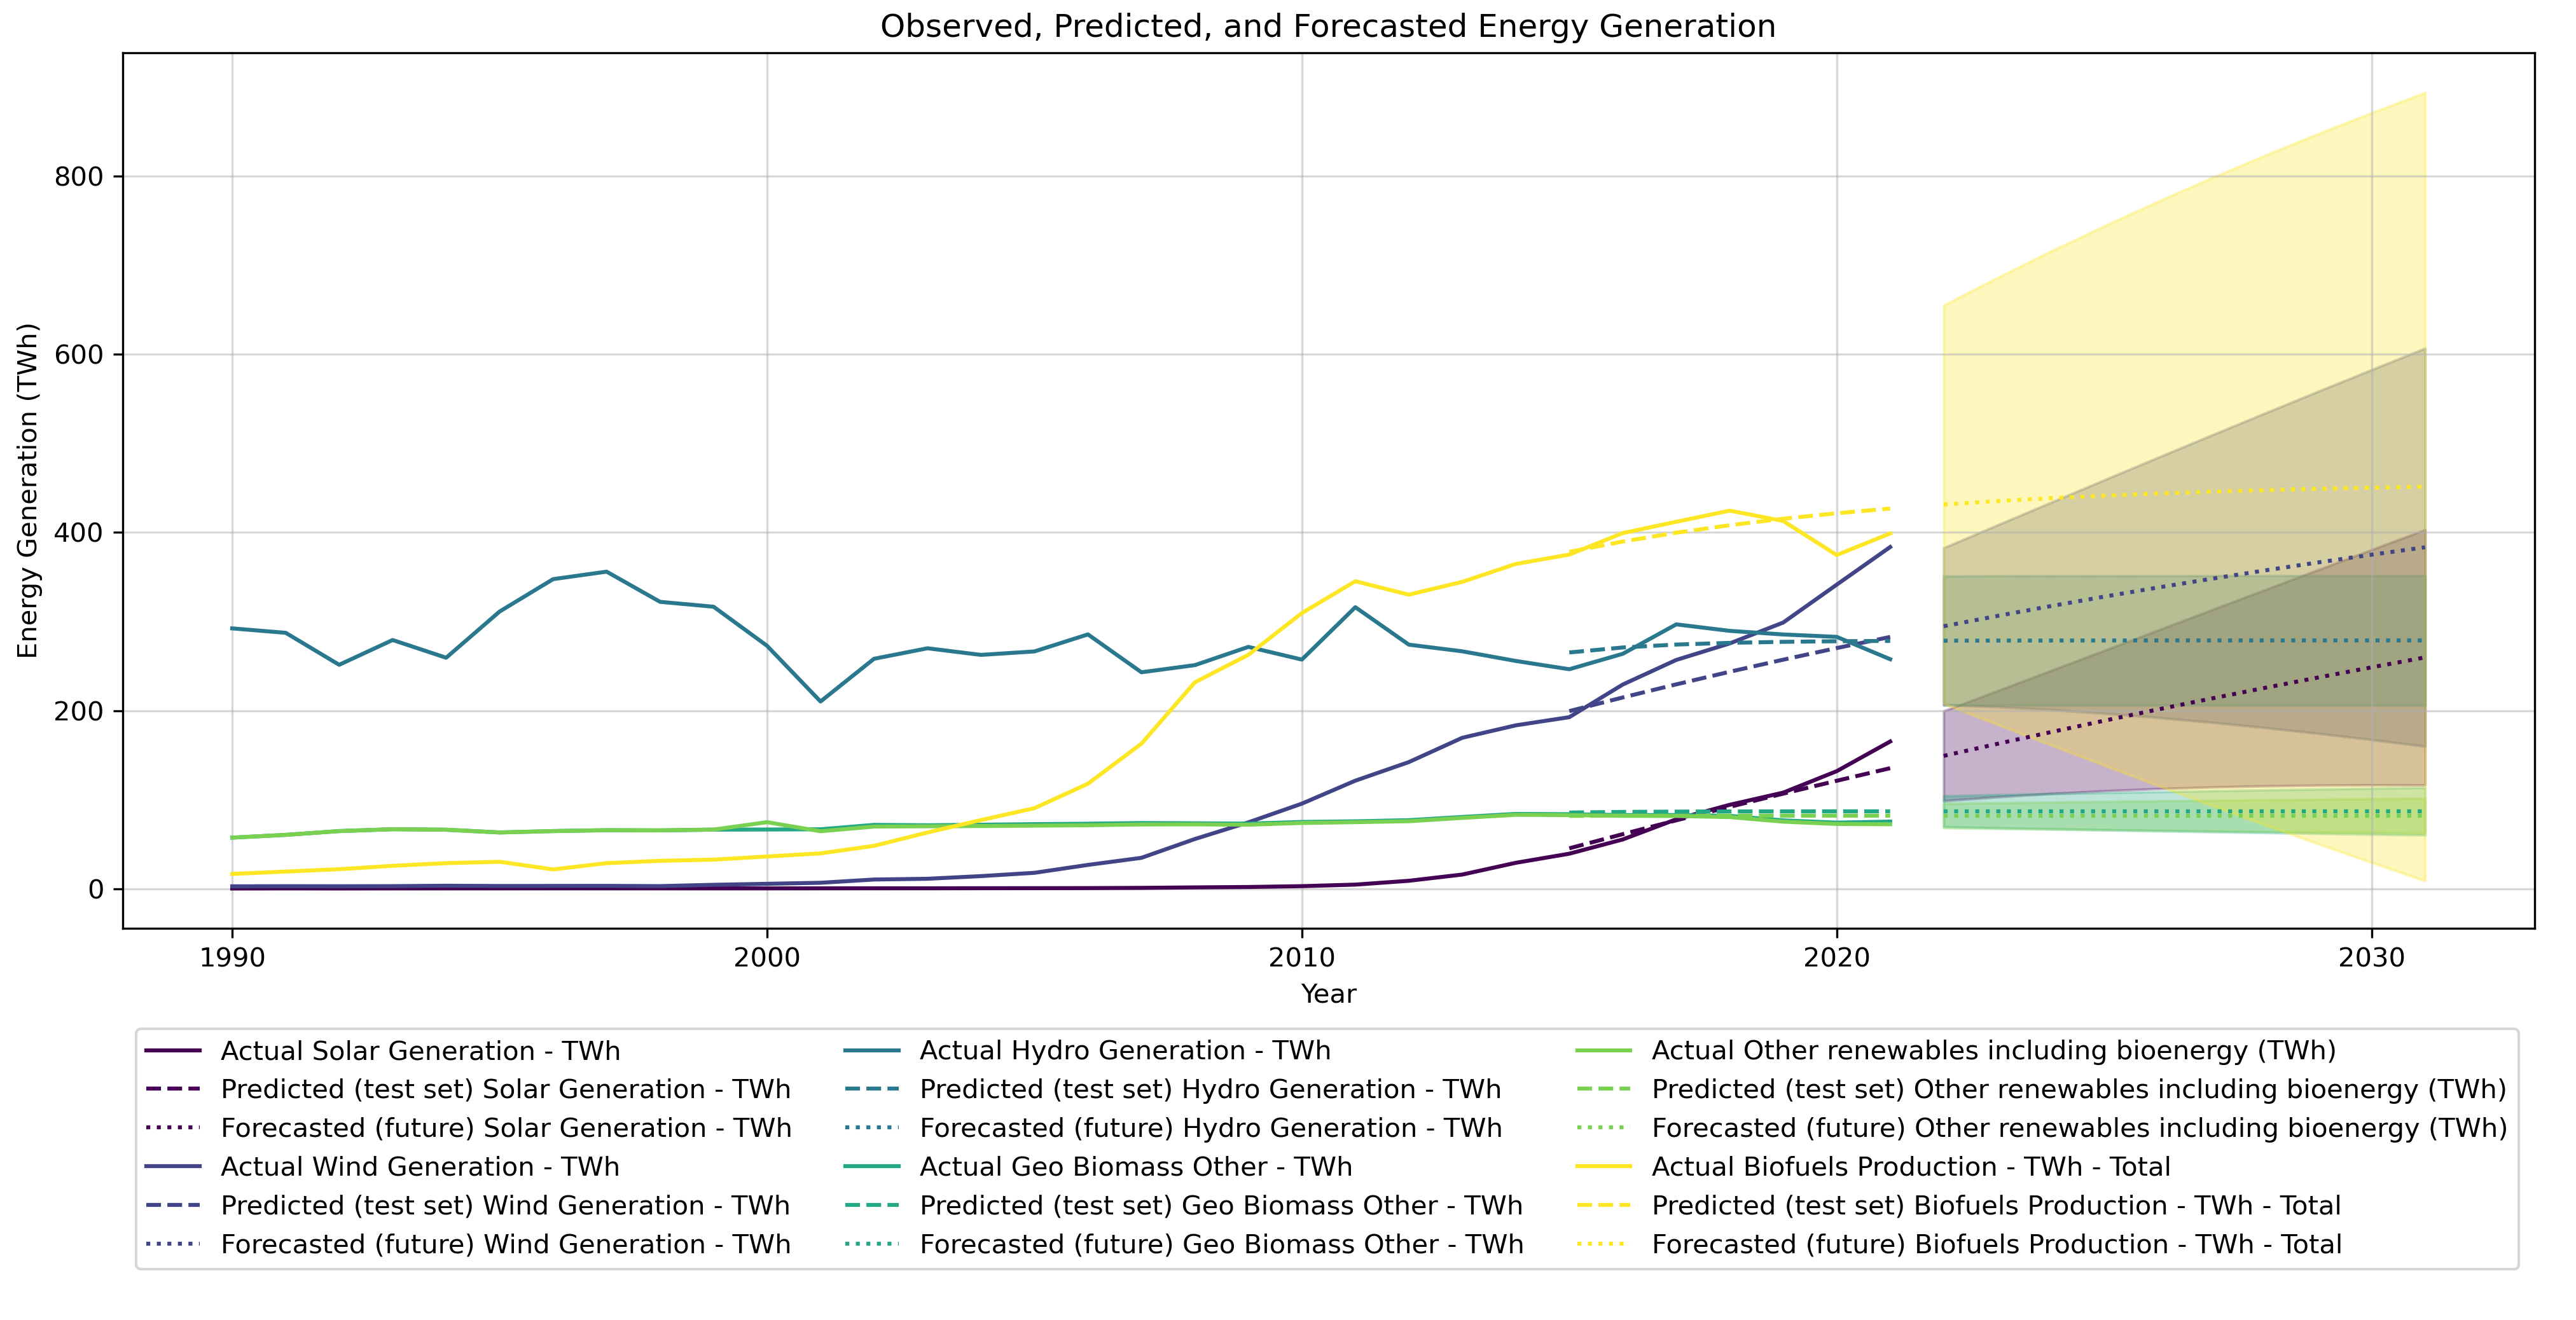 Observed, Predicted, and Forecasted Energy Generation
Energy Generation (TWh)
800
600
400
200
0
1990
2000
2010
2020
2030
Year
Actual Solar Generation - TWh
Predicted (test set) Solar Generation - TWh
Forecasted (future) Solar Generation - TWh
Actual Wind Generation - TWh
Predicted (test set) Wind Generation - TWh
Forecasted (future) Wind Generation - TWh
Actual Hydro Generation - TWh
Predicted (test set) Hydro Generation - TWh
Forecasted (future) Hydro Generation - TWh
Actual Geo Biomass Other - TWh
Predicted (test set) Geo Biomass Other - TWh
Forecasted (future) Geo Biomass Other - TWh
Actual Other renewables including bioenergy (TWh)
Predicted (test set) Other renewables including bioenergy (TWh)
Forecasted (future) Other renewables including bioenergy (TWh)
Actual Biofuels Production - TWh - Total
Predicted (test set) Biofuels Production - TWh - Total
Forecasted (future) Biofuels Production - TWh - Total